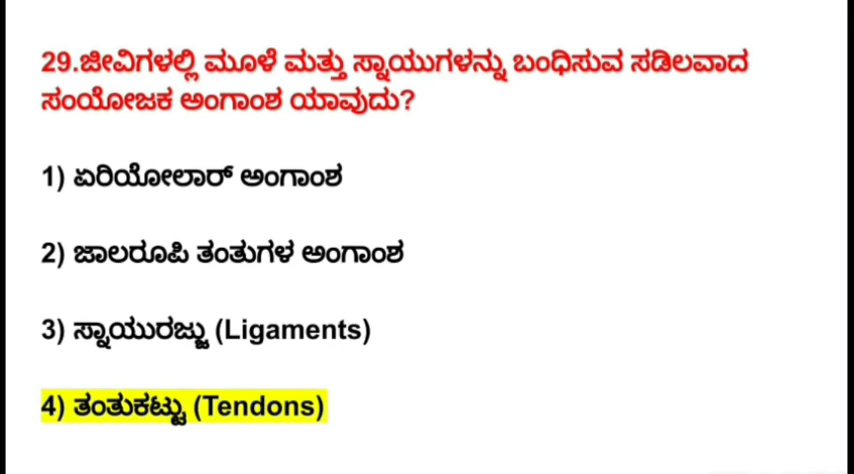 29.ಜೀವಿಗಳಲ್ಲಿ ಮೂಳೆ ಮತ್ತು ಸ್ನಾಯುಗಳನ್ನು ಬಂಧಿಸುವ ಸಡಿಲವಾದ
ಸಂಯೋಜಕ ಅಂಗಾಂಶ ಯಾವುದು?
1) ಏರಿಯೋಲಾರ್ ಅಂಗಾಂಶ
2) ಜಾಲರೂಪಿ ತಂತುಗಳ ಅಂಗಾಂಶ
3) ಸ್ನಾಯುರಜ್ಜು (Ligaments)
4) ತಂತುಕಟ್ಟು (Tendons)